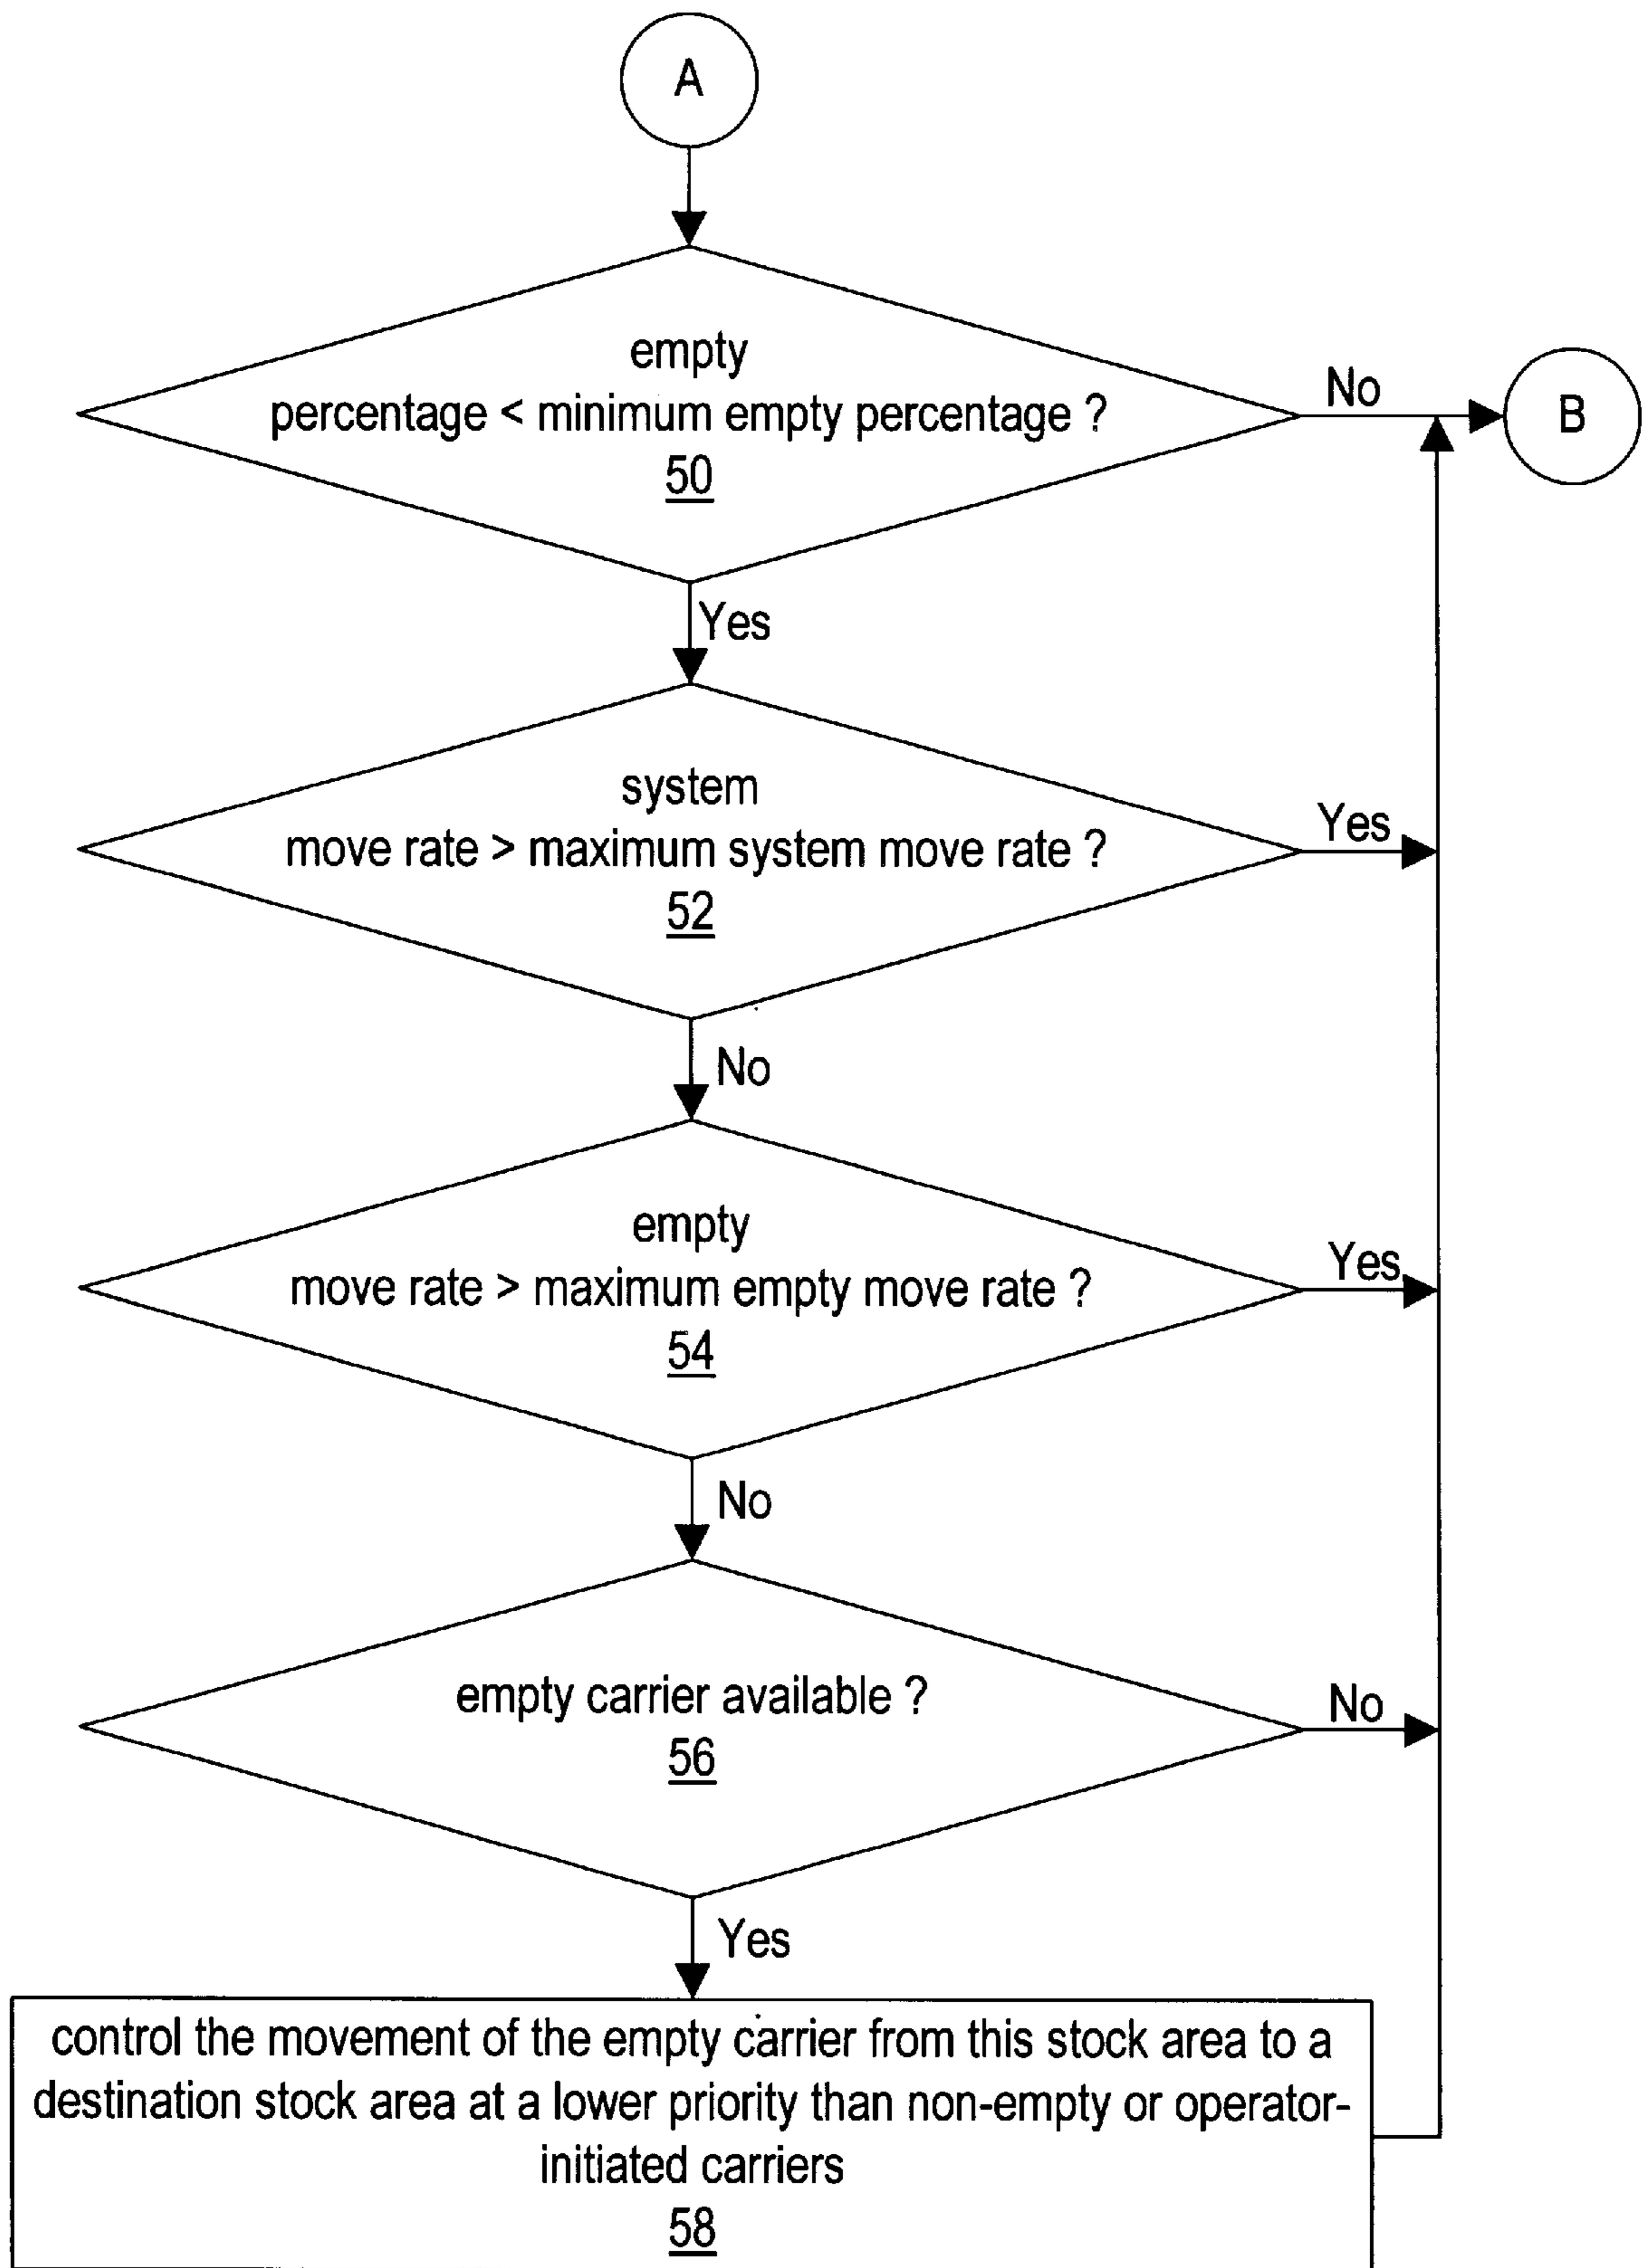 A
empty
percentage < minimum empty percentage ?
50
No
B
Yes
system
move rate > maximum system move rate ?
52
Yes
No
empty
move rate > maximum empty move rate ?
54
Yes
No
empty carrier available ?
56
No
Yes
control the movement of the empty carrier from this stock area to a
destination stock area at a lower priority than non-empty or operator-
initiated carriers
58